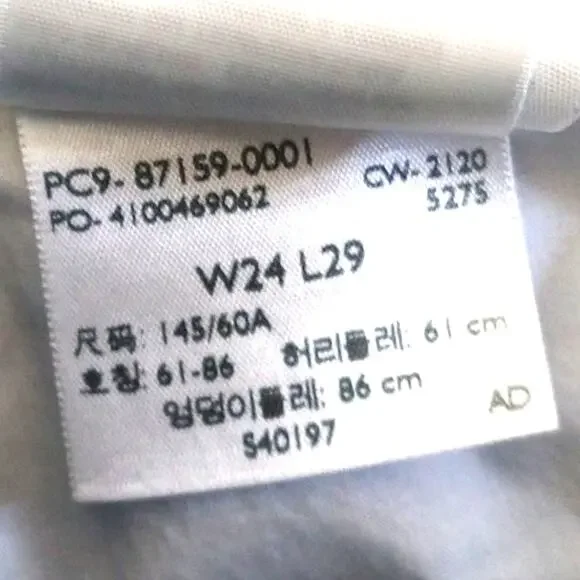 PC9-87159-0001
PO-4100469062
CW-2120
5275
W24 L29
尺码: 145/60A
호칭: 61-86 허리둘레: 61 cm
엉덩이둘레: 86 cm
S40197
AD